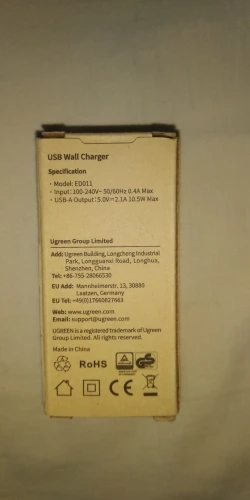 USB Wall Charger
Specification
· Model: ED011
· Input: 100-240V~ 50/60Hz 0.4A Max
· USB-A Output: 5.0V⎓2.1A 10.5W Max
Ugreen Group Limited
Add: Ugreen Building, Longcheng Industrial
Park, Longguanxi Road, Longhua,
Shenzhen, China
Tel: +86-755-28066530
EU Add: Mannheimerstr. 13, 30880
Laatzen, Germany
EU Tel: +49(0)17660827663
Web: www.ugreen.com
Email: support@ugreen.com
UGREEN is a registered trademark of Ugreen
Group Limited. All Rights Reserved.
Made in China
RoHS
CE